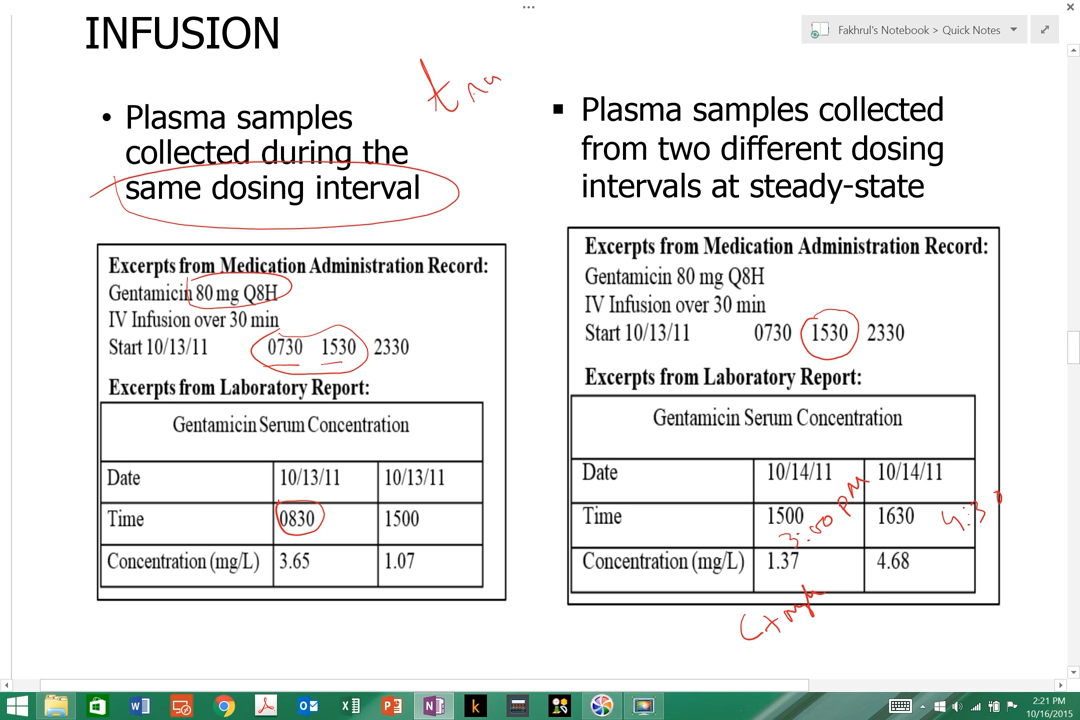 INFUSION
Fakhrul's Notebook > Quick Notes
• Plasma samples
collected during the
same dosing interval
Excerpts from Medication Administration Record:
Gentamicin 80 mg Q8H
IV Infusion over 30 min
Start 10/13/11 0730 1530 2330
Excerpts from Laboratory Report:
Gentamicin Serum Concentration
Date 10/13/11 10/13/11
Time 0830 1500
Concentration (mg/L) 3.65 1.07
▪ Plasma samples collected
from two different dosing
intervals at steady-state
Excerpts from Medication Administration Record:
Gentamicin 80 mg Q8H
IV Infusion over 30 min
Start 10/13/11 0730 1530 2330
Excerpts from Laboratory Report:
Gentamicin Serum Concentration
Date 10/14/11 10/14/11
Time 1500 1630
3:00 PM
4:30
Concentration (mg/L) 1.37 4.68
2:21 PM
10/16/2015